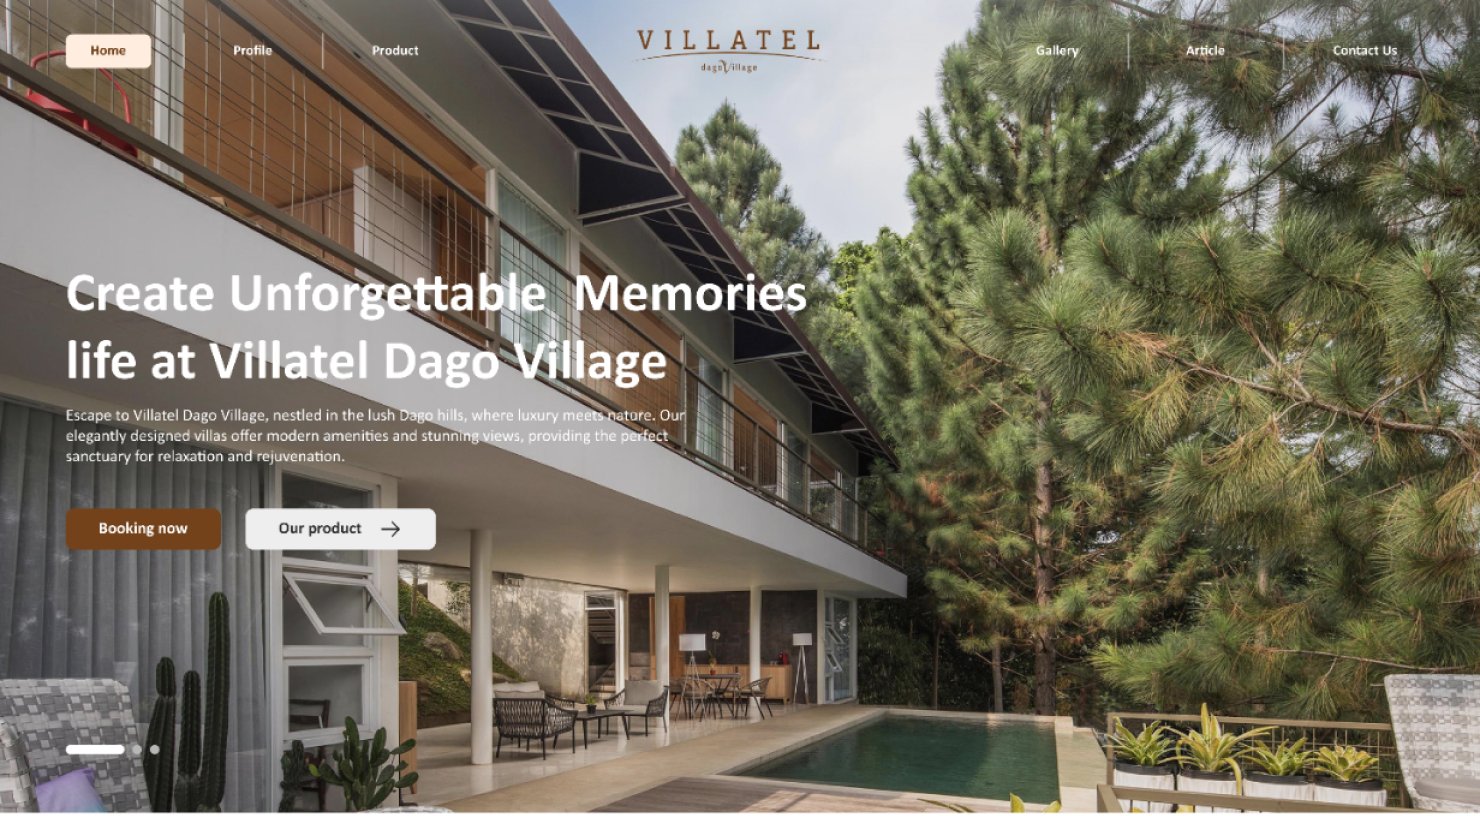 Home
Profile
Product
VILLATEL
dagoVillage
Gallery
Article
Contact Us
Create Unforgettable  Memories
life at Villatel Dago Village
Escape to Villatel Dago Village, nestled in the lush Dago hills, where luxury meets nature. Our
elegantly designed villas offer modern amenities and stunning views, providing the perfect
sanctuary for relaxation and rejuvenation.
Booking now
Our product